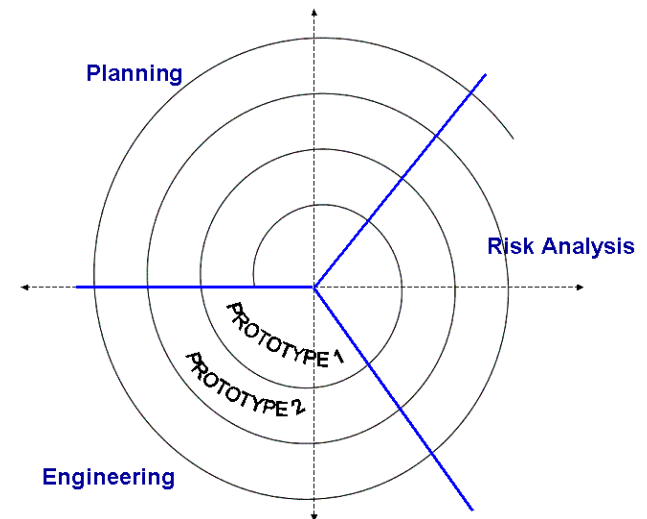 Planning
Risk Analysis
PROTOTYPE 1
PROTOTYPE 2
Engineering